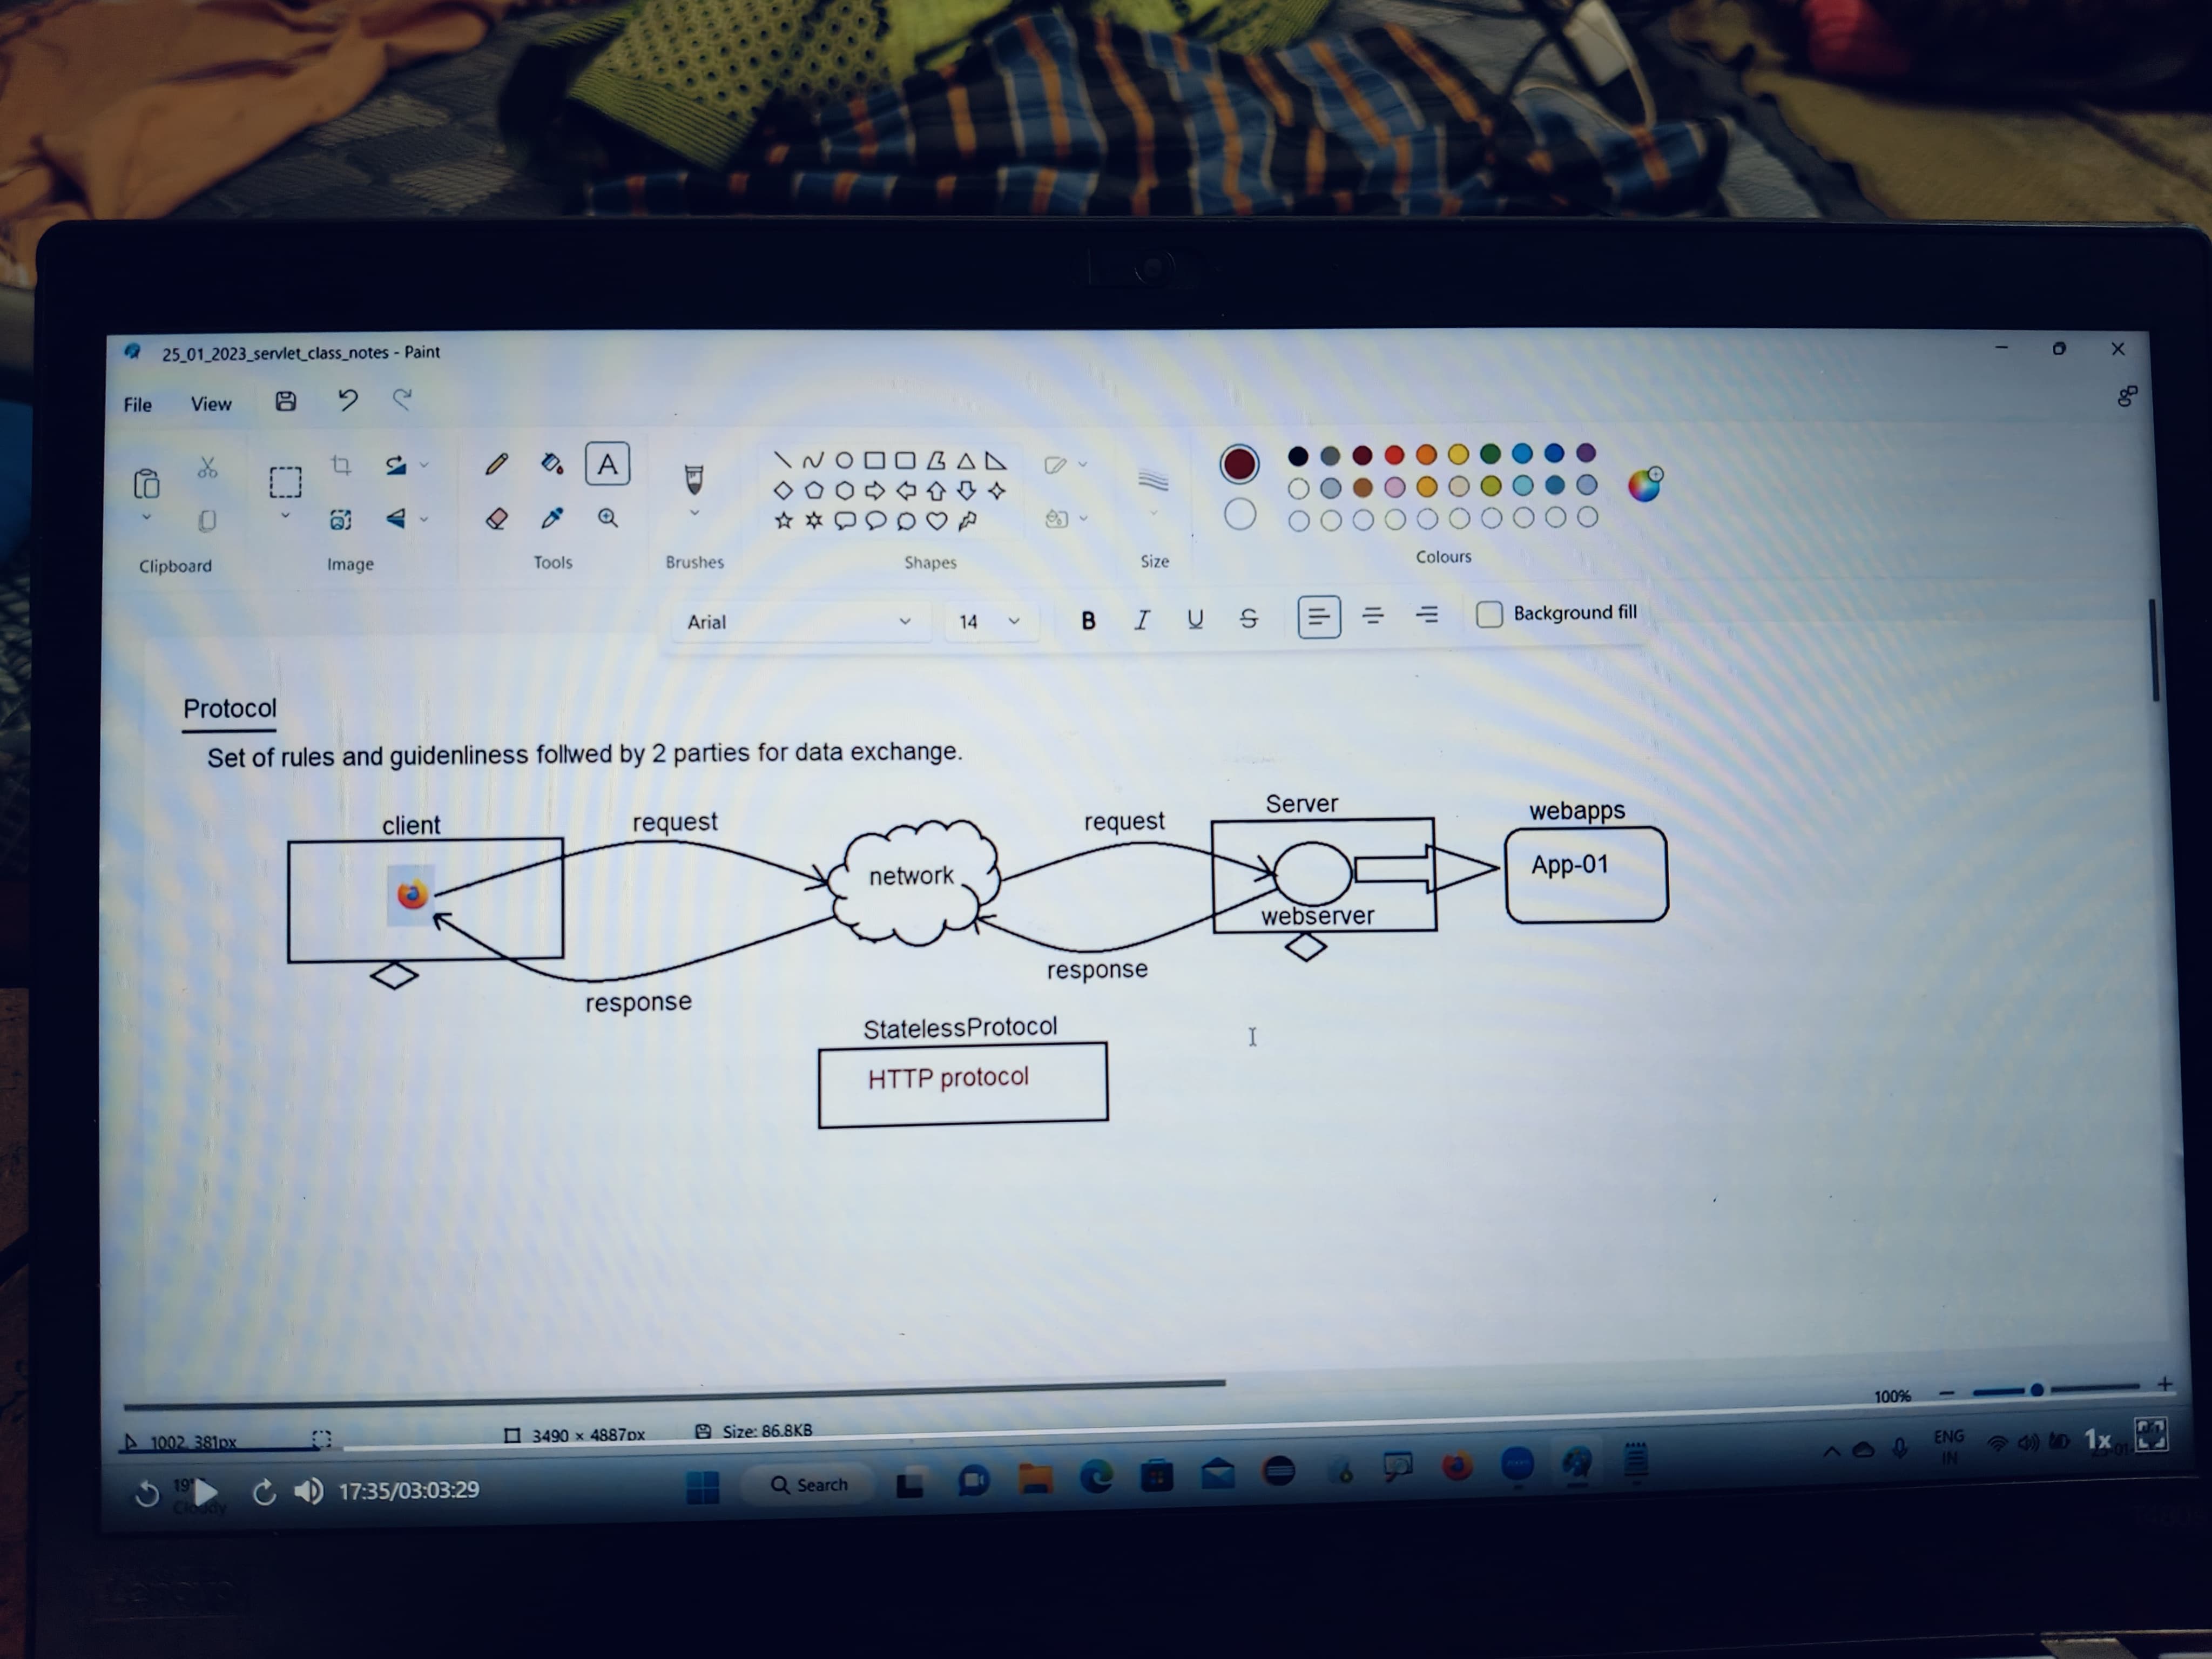 25_01_2023_servlet_class_notes - Paint
File View
Clipboard Image Tools Brushes Shapes Size Colours
A
Arial 14 B I U S Background fill
Protocol
Set of rules and guidenliness follwed by 2 parties for data exchange.
client request network request Server webapps
App-01
webserver
response response
StatelessProtocol
HTTP protocol
100%
1002, 381px 3490 × 4887px Size: 86.8KB
ENG
IN
1x
17:35/03:03:29
19°
Cloudy
Search